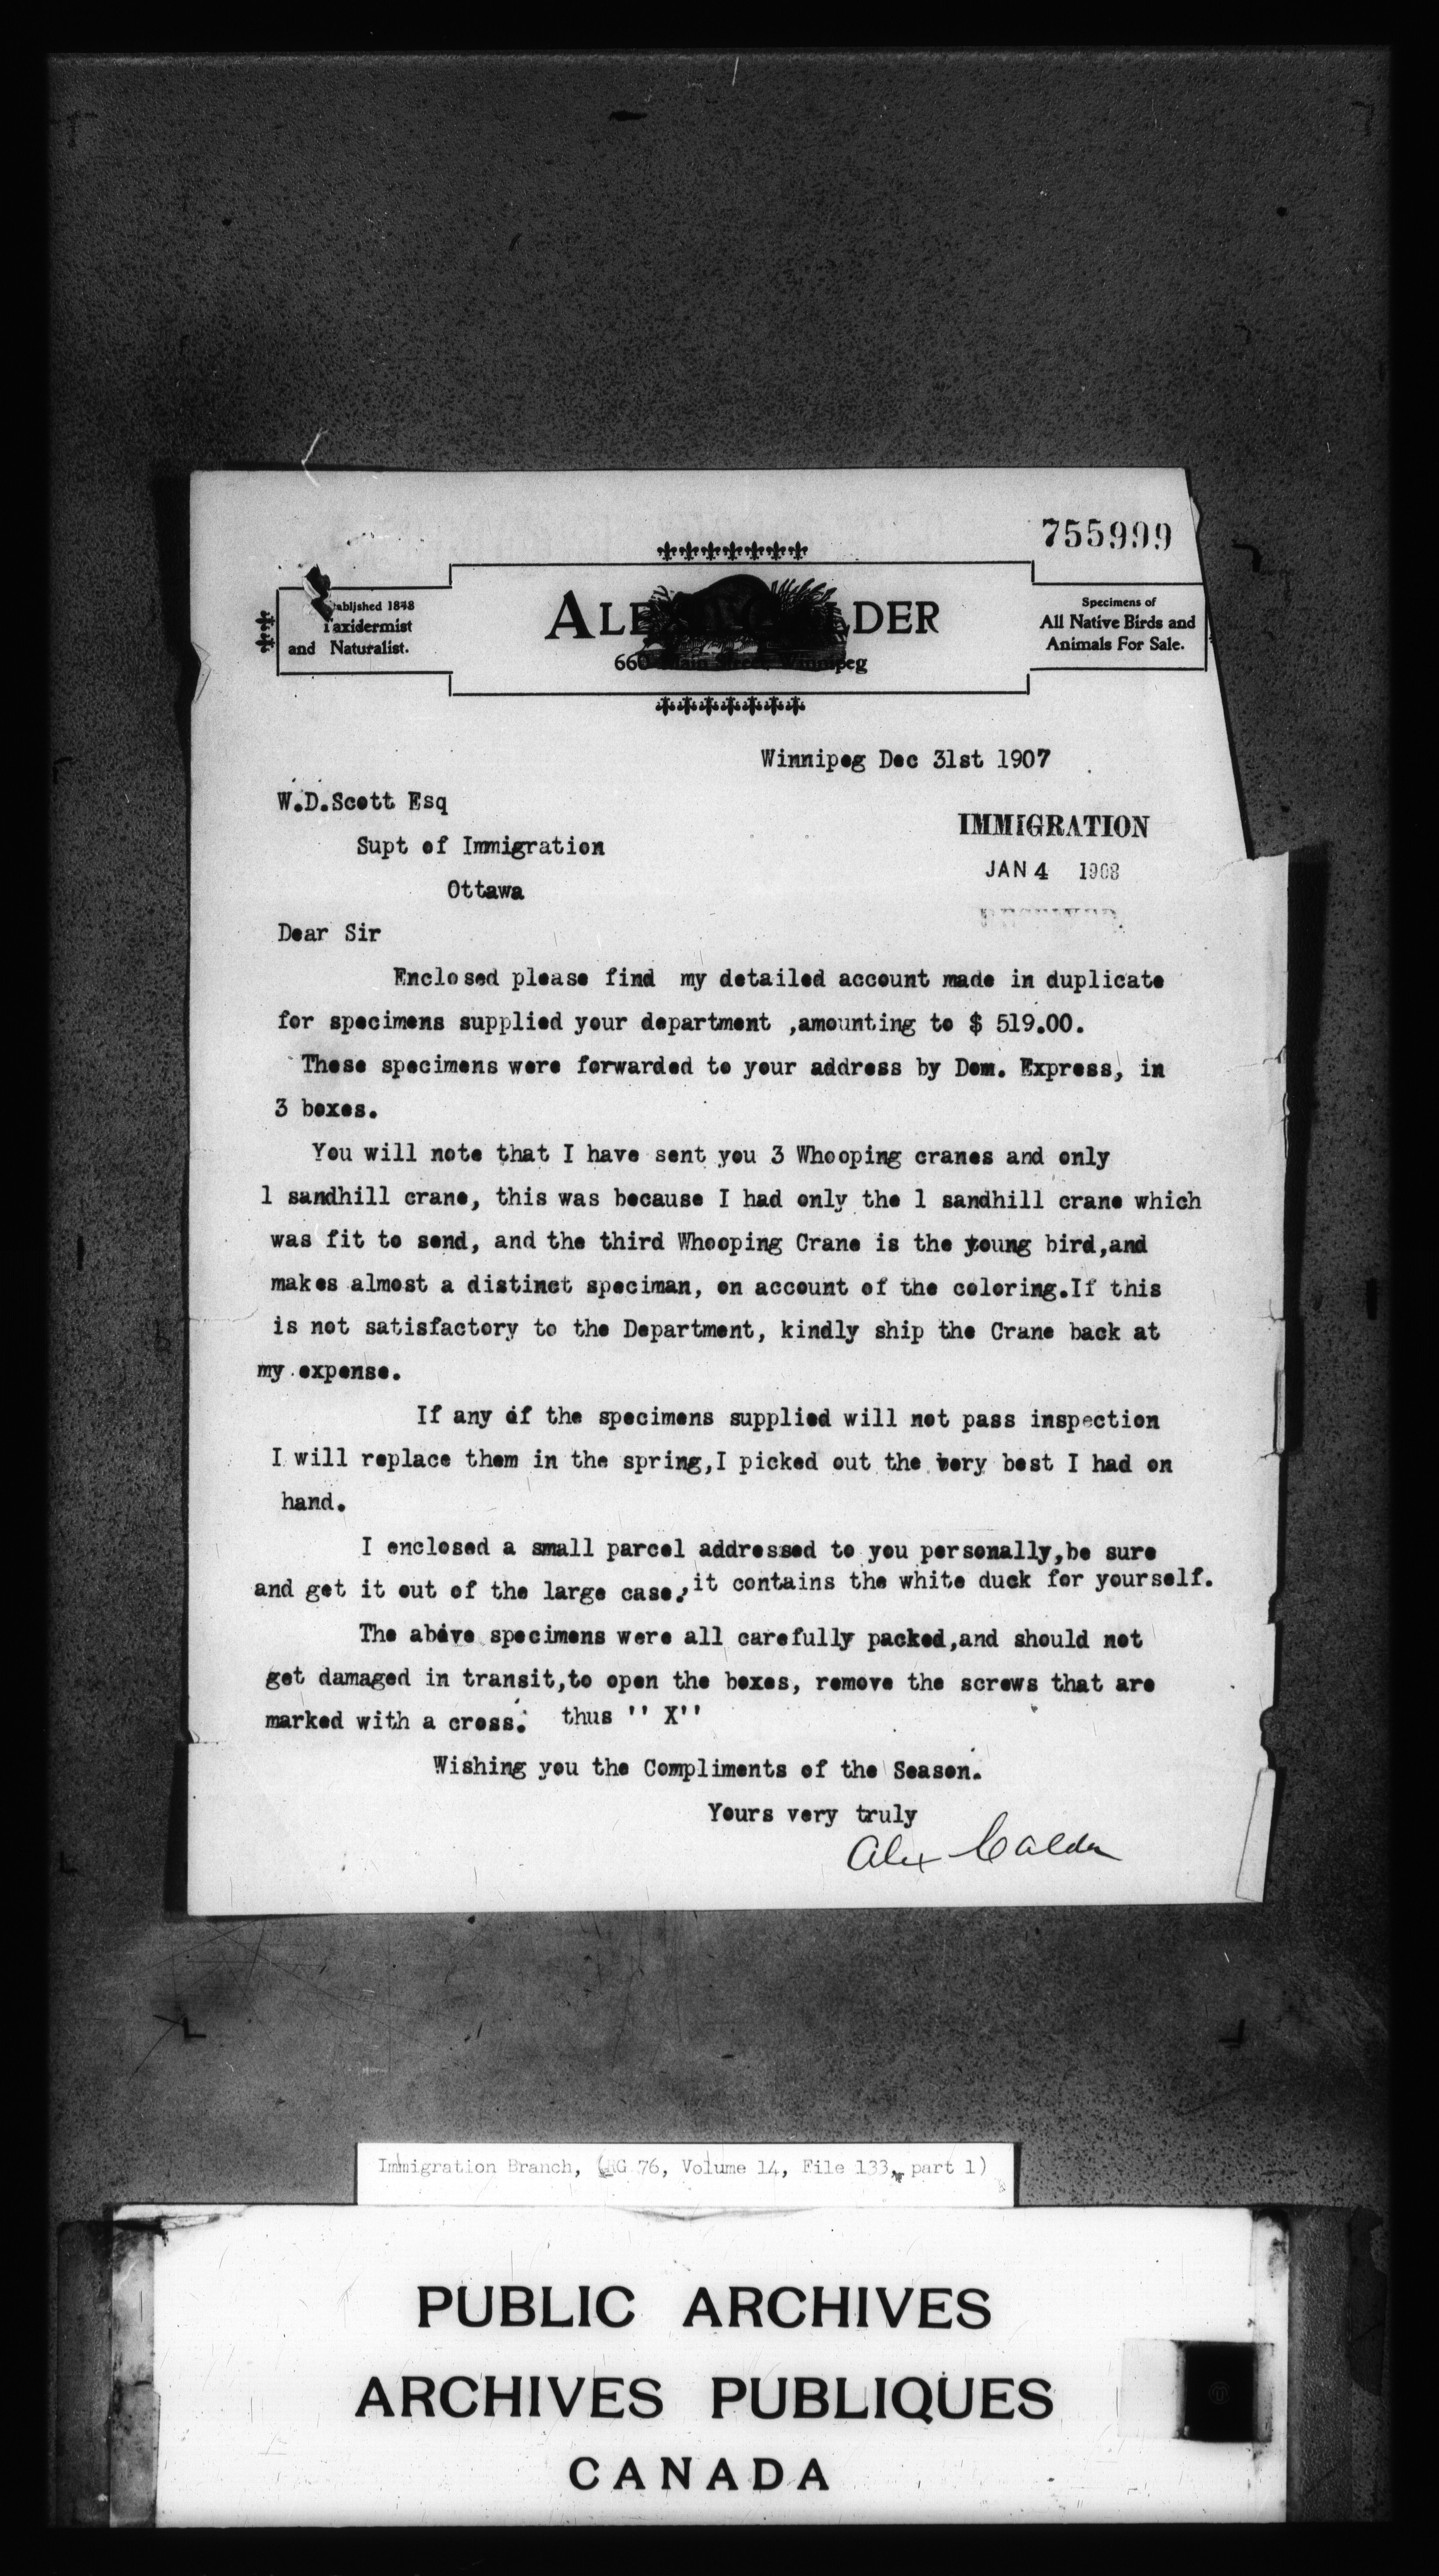 755999
Established 1848
Taxidermist
and Naturalist.
ALEX CALDER
660 Main Street, Winnipeg
Specimens of
All Native Birds and
Animals For Sale.
Winnipeg Dec 31st 1907
W.D.Scott Esq
Supt of Immigration
Ottawa
IMMIGRATION
JAN 4 1908
RECEIVED
Dear Sir
Enclosed please find my detailed account made in duplicate
for specimens supplied your department ,amounting to $ 519.00.
These specimens were forwarded to your address by Dom. Express, in
3 boxes.
You will note that I have sent you 3 Whooping cranes and only
1 sandhill crane, this was because I had only the 1 sandhill crane which
was fit to send, and the third Whooping Crane is the young bird,and
makes almost a distinct speciman, on account of the coloring.If this
is not satisfactory to the Department, kindly ship the Crane back at
my expense.
If any of the specimens supplied will not pass inspection
I will replace them in the spring,I picked out the very best I had on
hand.
I enclosed a small parcel addressed to you personally,be sure
and get it out of the large case, it contains the white duck for yourself.
The above specimens were all carefully packed,and should not
get damaged in transit,to open the boxes, remove the screws that are
marked with a cross. thus '' X''
Wishing you the Compliments of the Season.
Yours very truly
Alex Calder
Immigration Branch, (RG 76, Volume 14, File 133, part 1)
PUBLIC ARCHIVES
ARCHIVES PUBLIQUES
CANADA